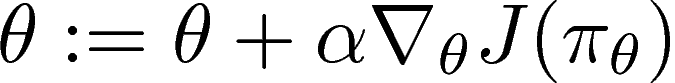 θ := θ + α∇_θ J(π_θ)